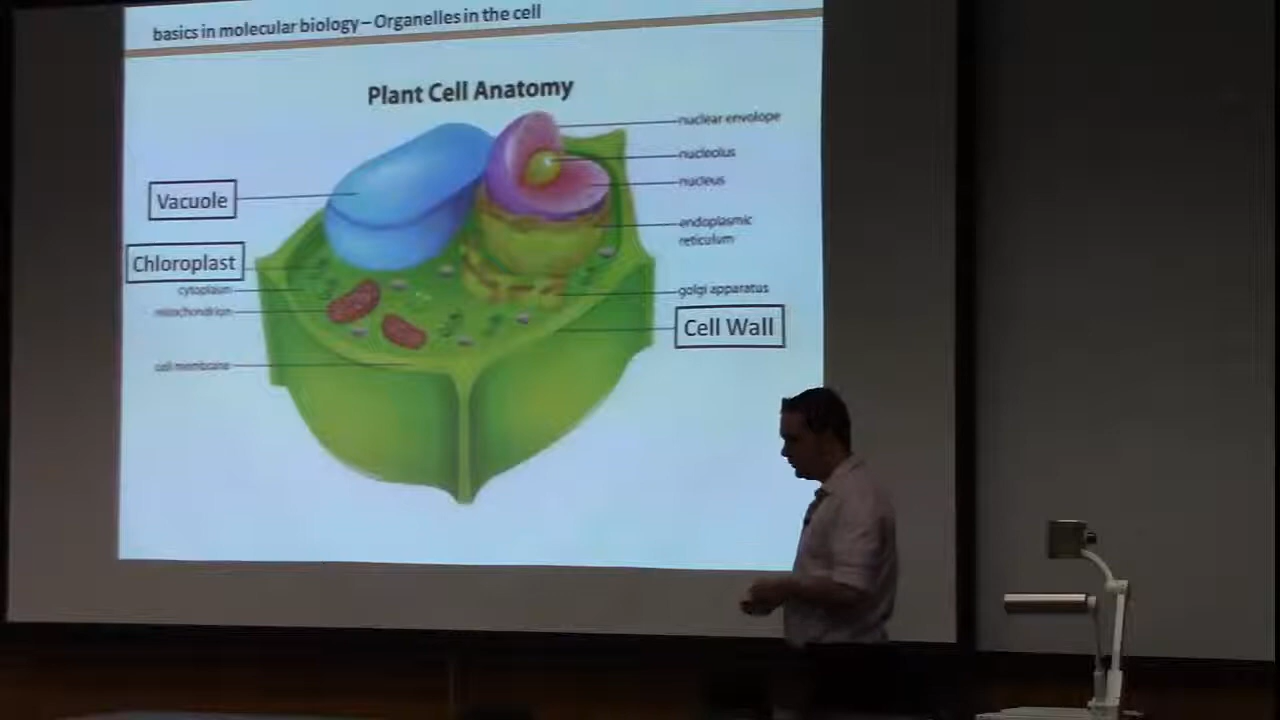 basics in molecular biology – Organelles in the cell
Plant Cell Anatomy
nuclear envolope
nucleolus
nucleus
endoplasmic
reticulum
golgi apparatus
Cell Wall
Vacuole
Chloroplast
cytoplasm
mitochondrion
cell membrane